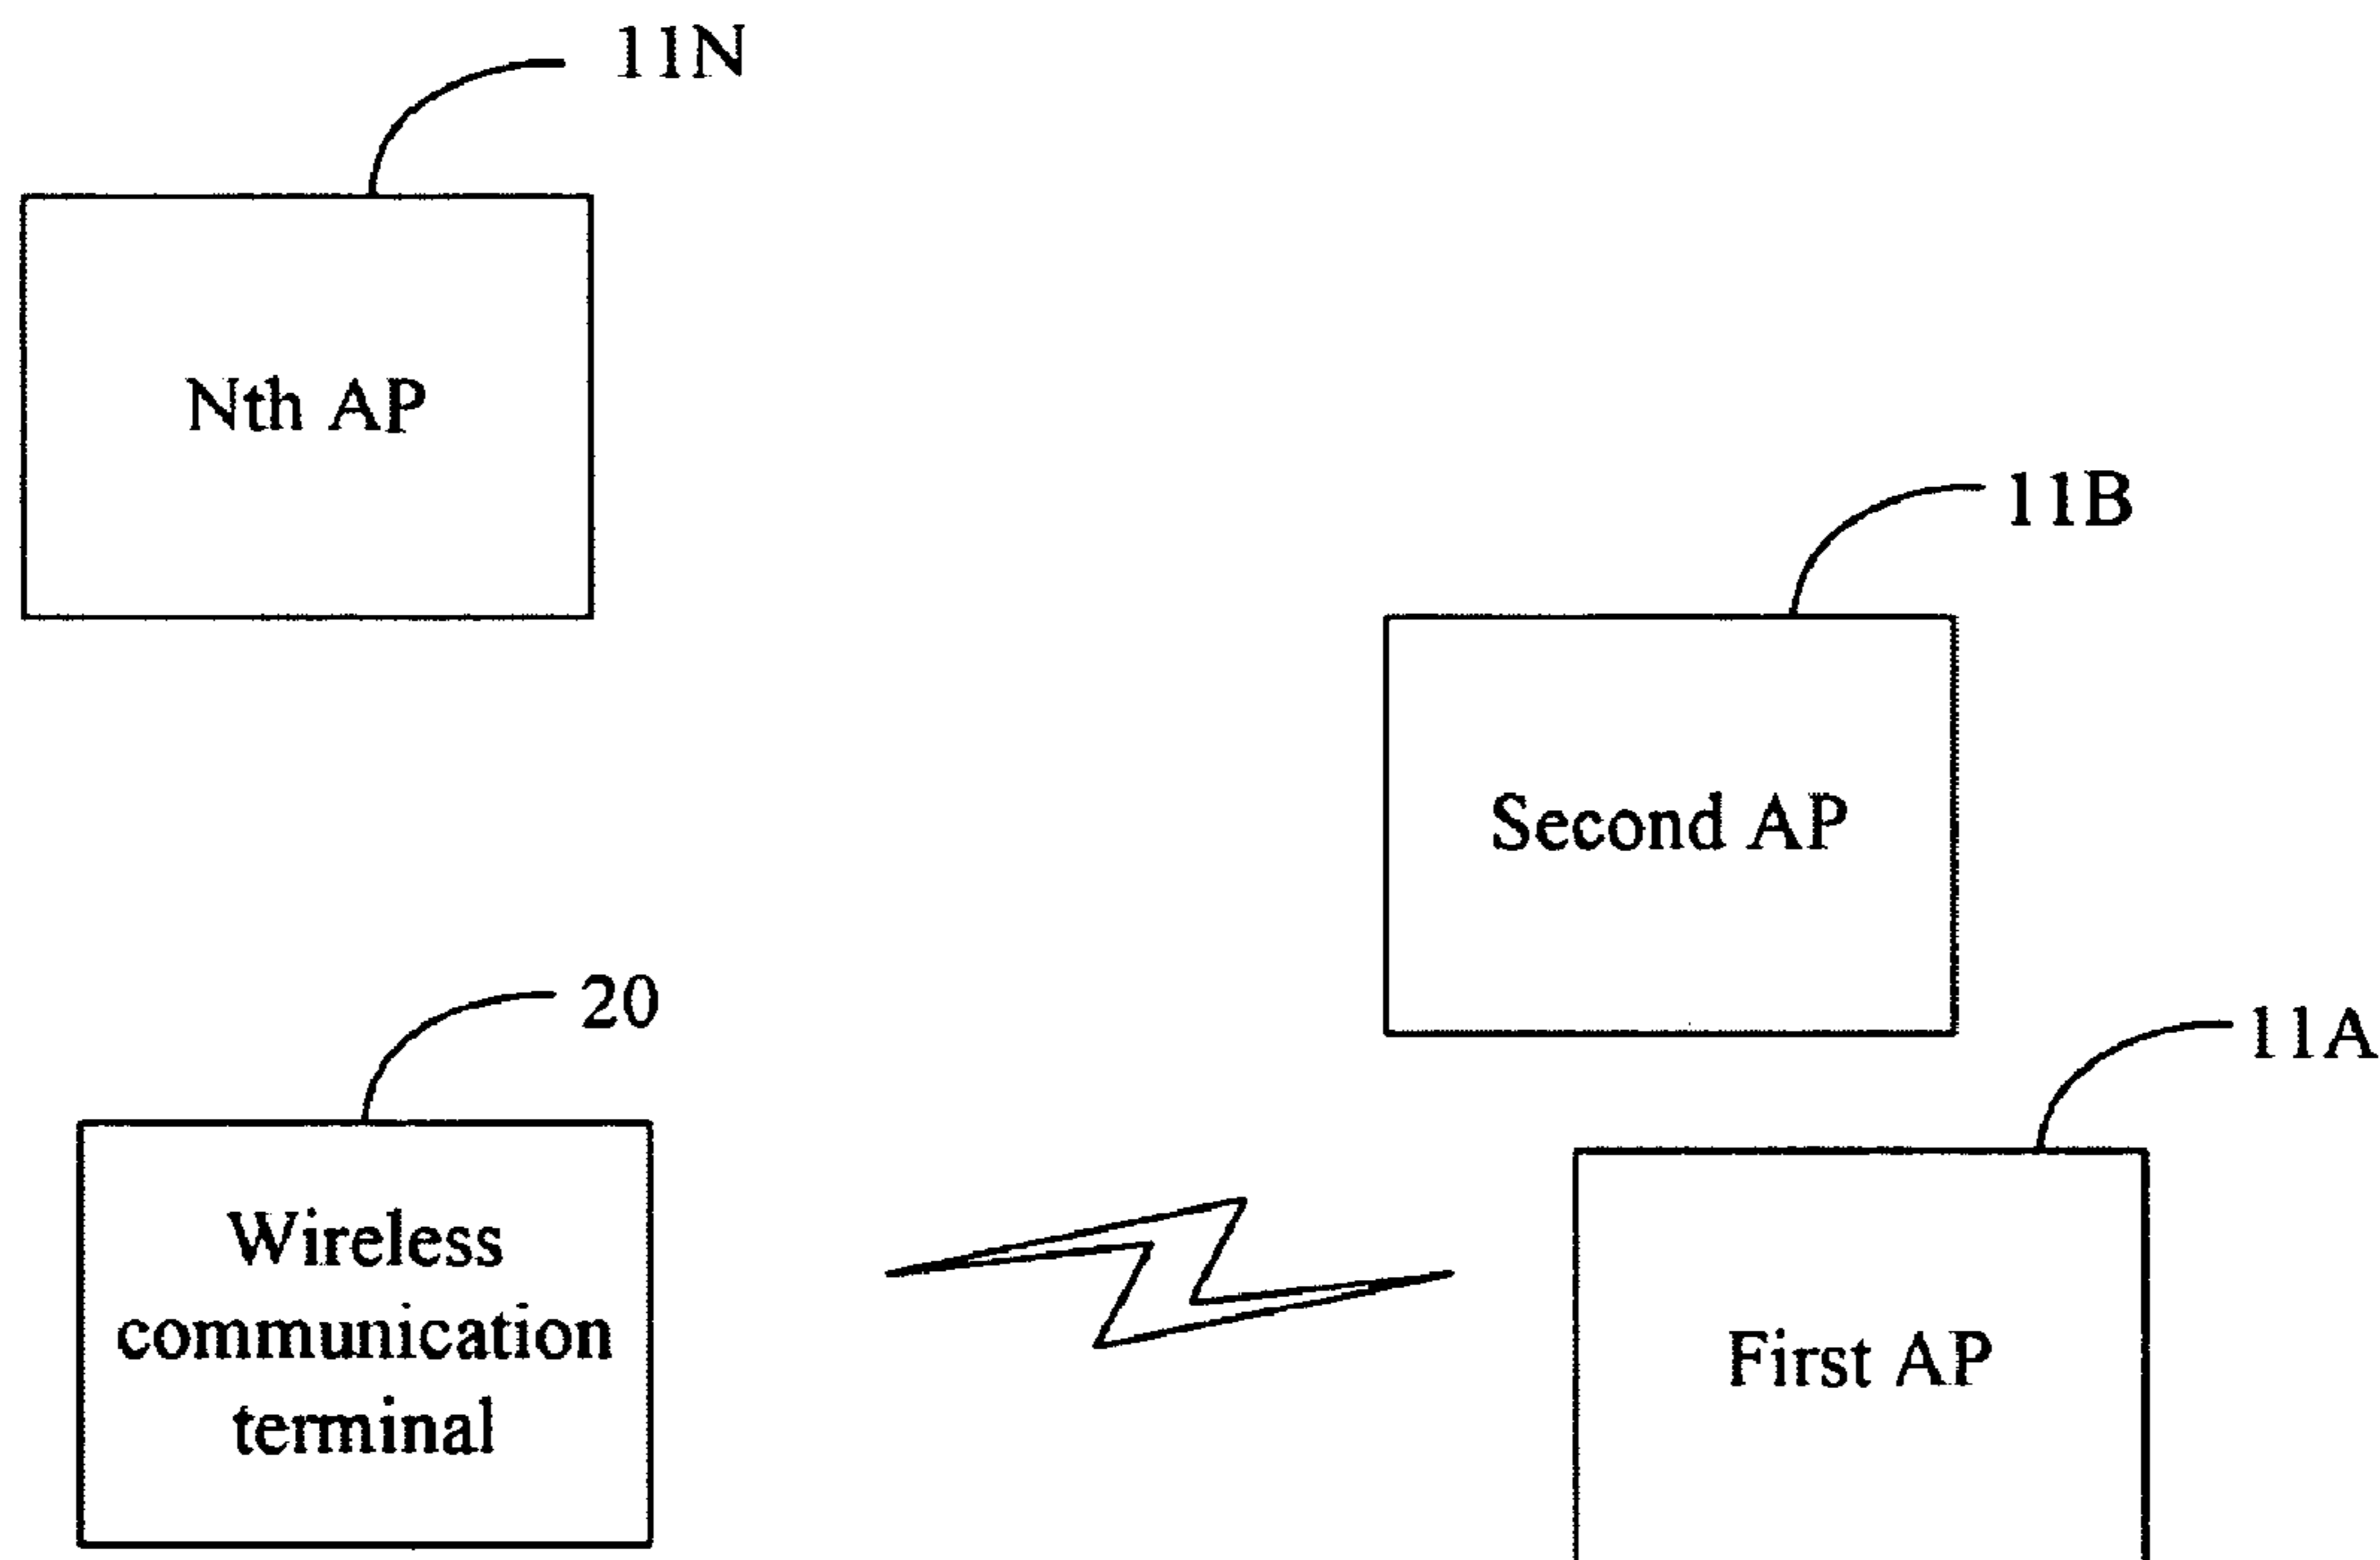 11N
Nth AP
11B
Second AP
20
11A
Wireless
communication
terminal
First AP